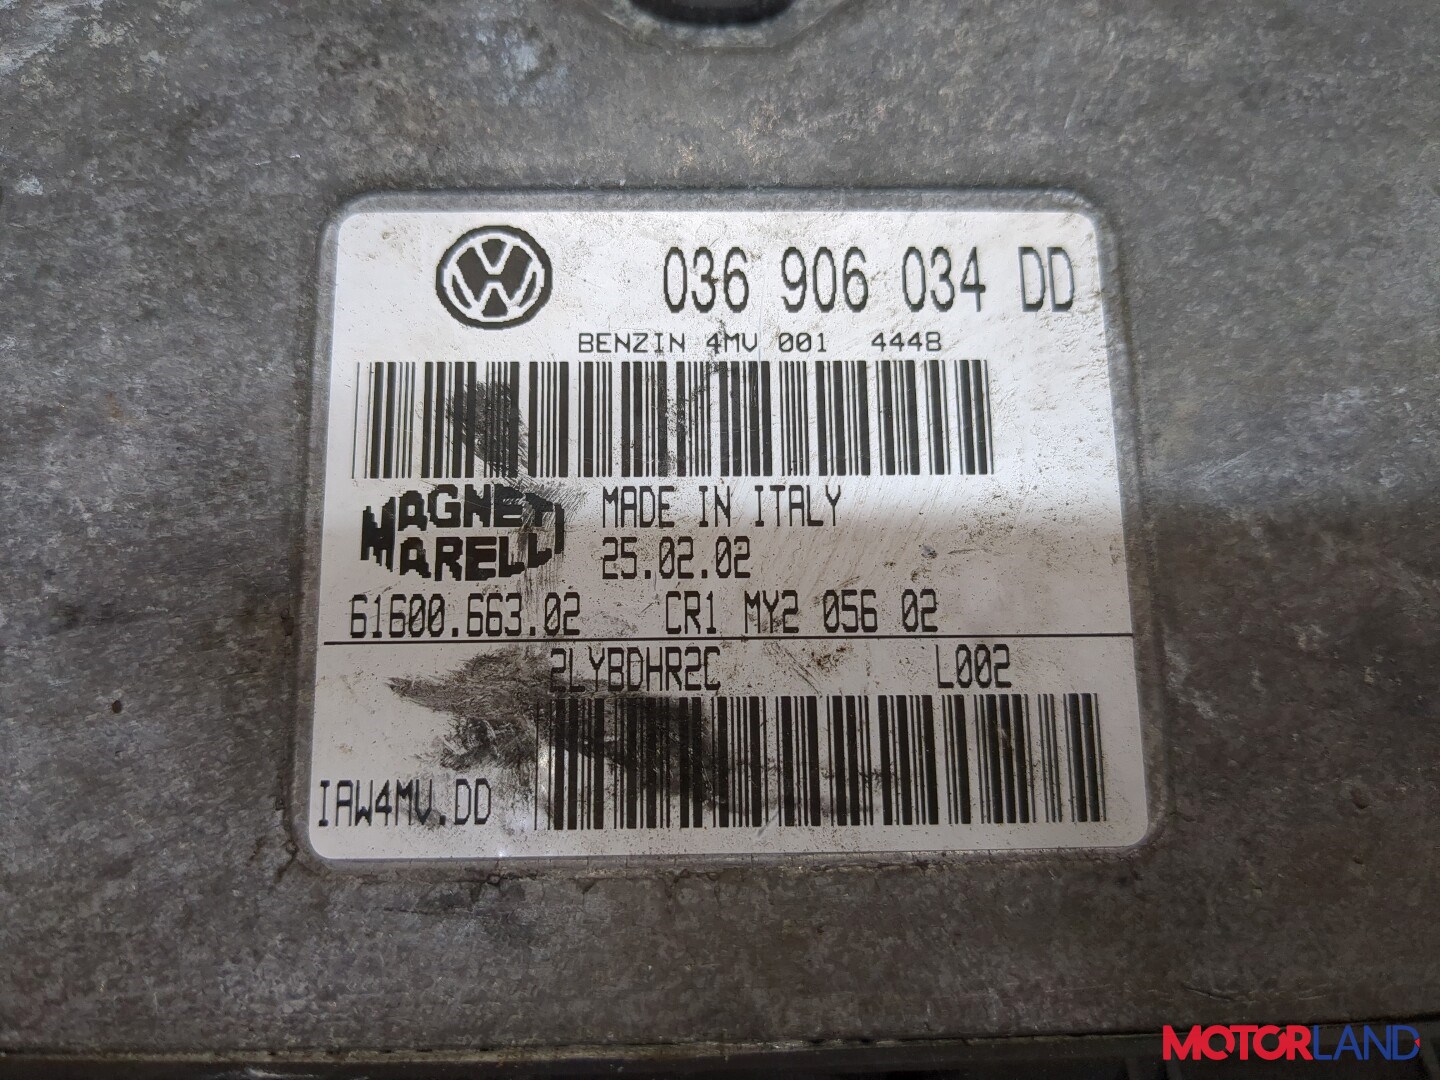 036 906 034 DD
BENZIN 4MV 001 4448
MAGNETI MARELLI
MADE IN ITALY
25.02.02
61600.663.02 CR1 MY2 056 02
2LYBDHR2C L002
IAW4MV.DD
MOTORLAND